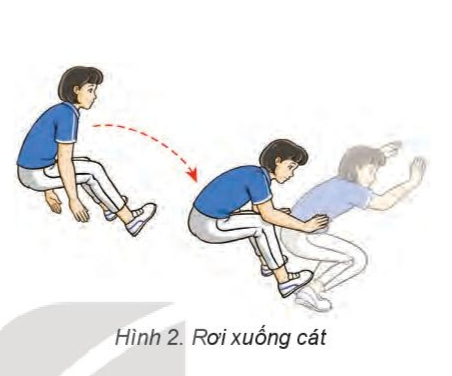 Hình 2. Rơi xuống cát